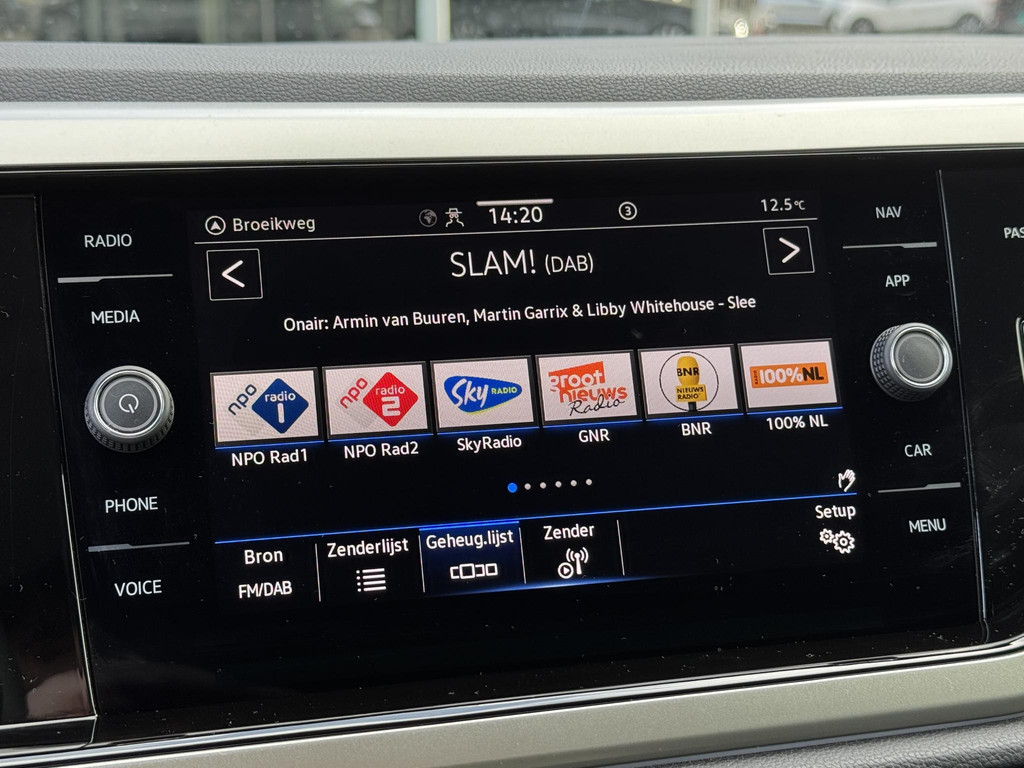 RADIO
MEDIA
PHONE
VOICE
Broeikweg
14:20
3
12.5°C
SLAM! (DAB)
Onair: Armin van Buuren, Martin Garrix & Libby Whitehouse - Slee
npo radio 1
npo radio 2
Sky RADIO
groot nieuws Radio
BNR NIEUWS RADIO
100%NL
NPO Rad1
NPO Rad2
SkyRadio
GNR
BNR
100% NL
Bron
FM/DAB
Zenderlijst
Geheug.lijst
Zender
Setup
NAV
APP
CAR
MENU
PAS